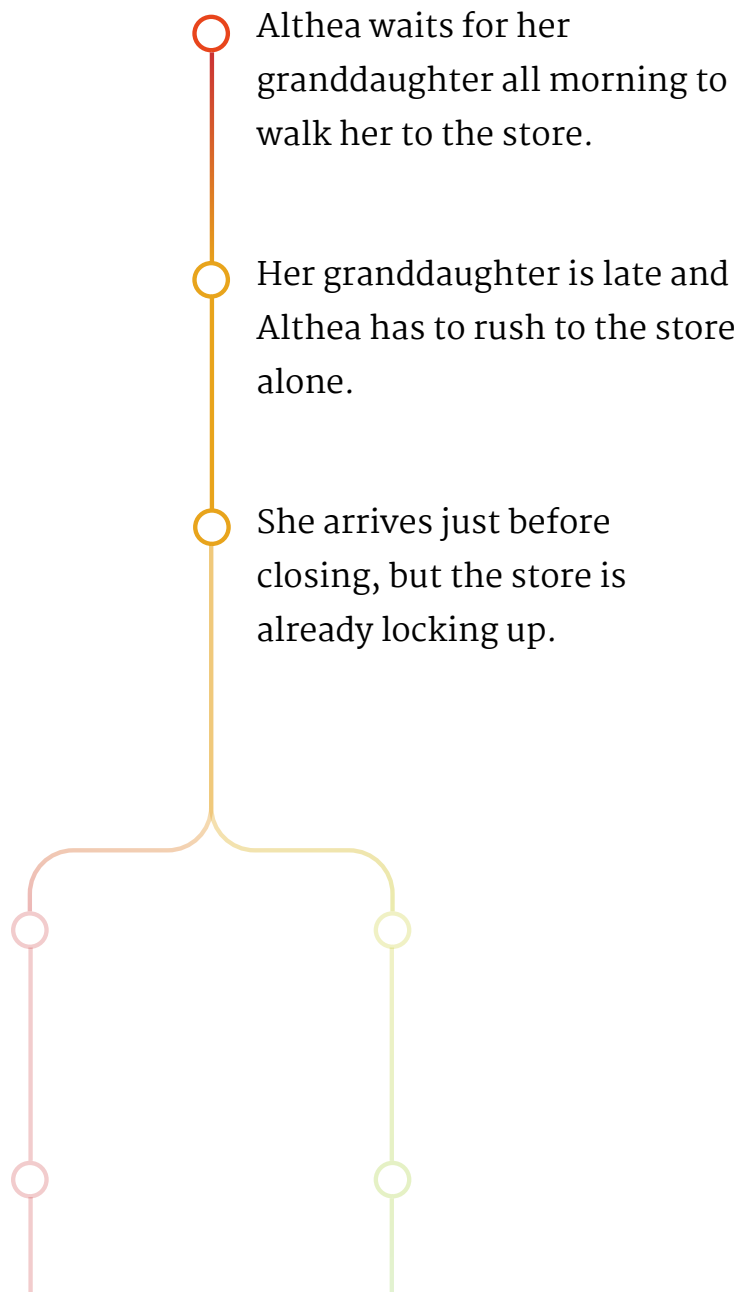 Althea waits for her
granddaughter all morning to
walk her to the store.
Her granddaughter is late and
Althea has to rush to the store
alone.
She arrives just before
closing, but the store is
already locking up.